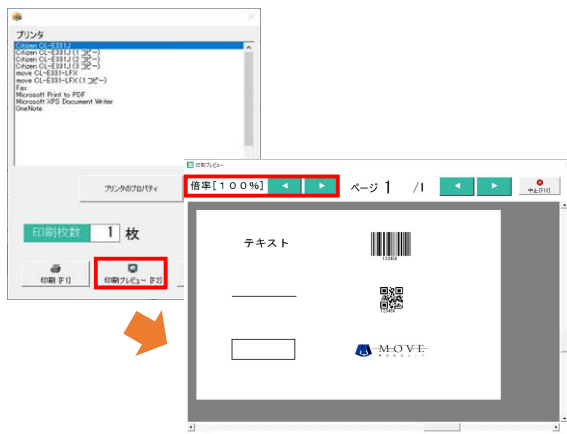 プリンタ
Citizen CL-E331J
Citizen CL-E331J (1 コピー)
Citizen CL-E331J (2 コピー)
Citizen CL-E331J (3 コピー)
move CL-E331-LFX
move CL-E331-LFX (1 コピー)
Fax
Microsoft Print to PDF
Microsoft XPS Document Writer
OneNote
プリンタのプロパティ
印刷枚数 1 枚
印刷 [F1]
印刷プレビュー [F2]
印刷プレビュー
倍率[１００%]
ページ 1 /1
中止[F10]
テキスト
123456
123456
MOVE